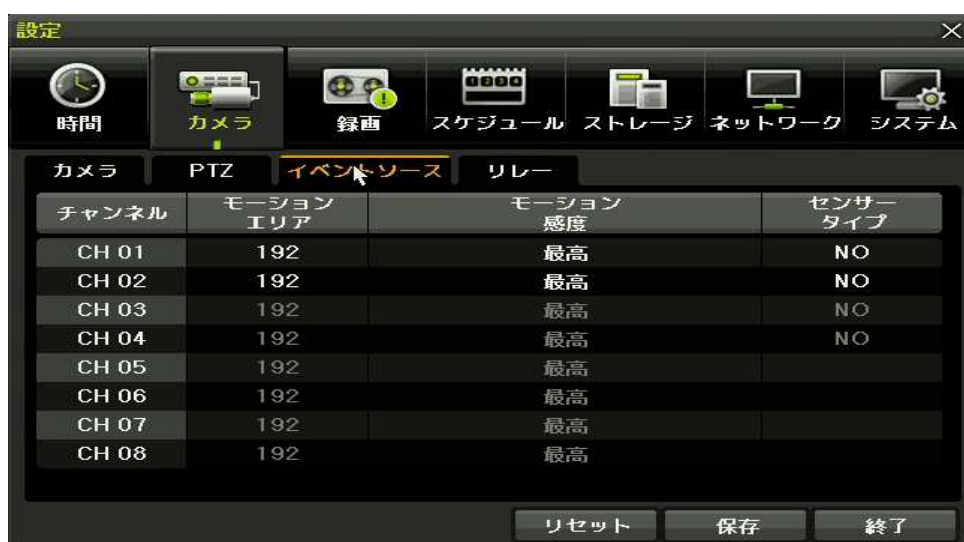 設定
時間 カメラ 録画 スケジュール ストレージ ネットワーク システム
カメラ PTZ イベントソース リレー
チャンネル モーション エリア モーション 感度 センサー タイプ
CH 01 192 最高 NO
CH 02 192 最高 NO
CH 03 192 最高 NO
CH 04 192 最高 NO
CH 05 192 最高
CH 06 192 最高
CH 07 192 最高
CH 08 192 最高
リセット 保存 終了